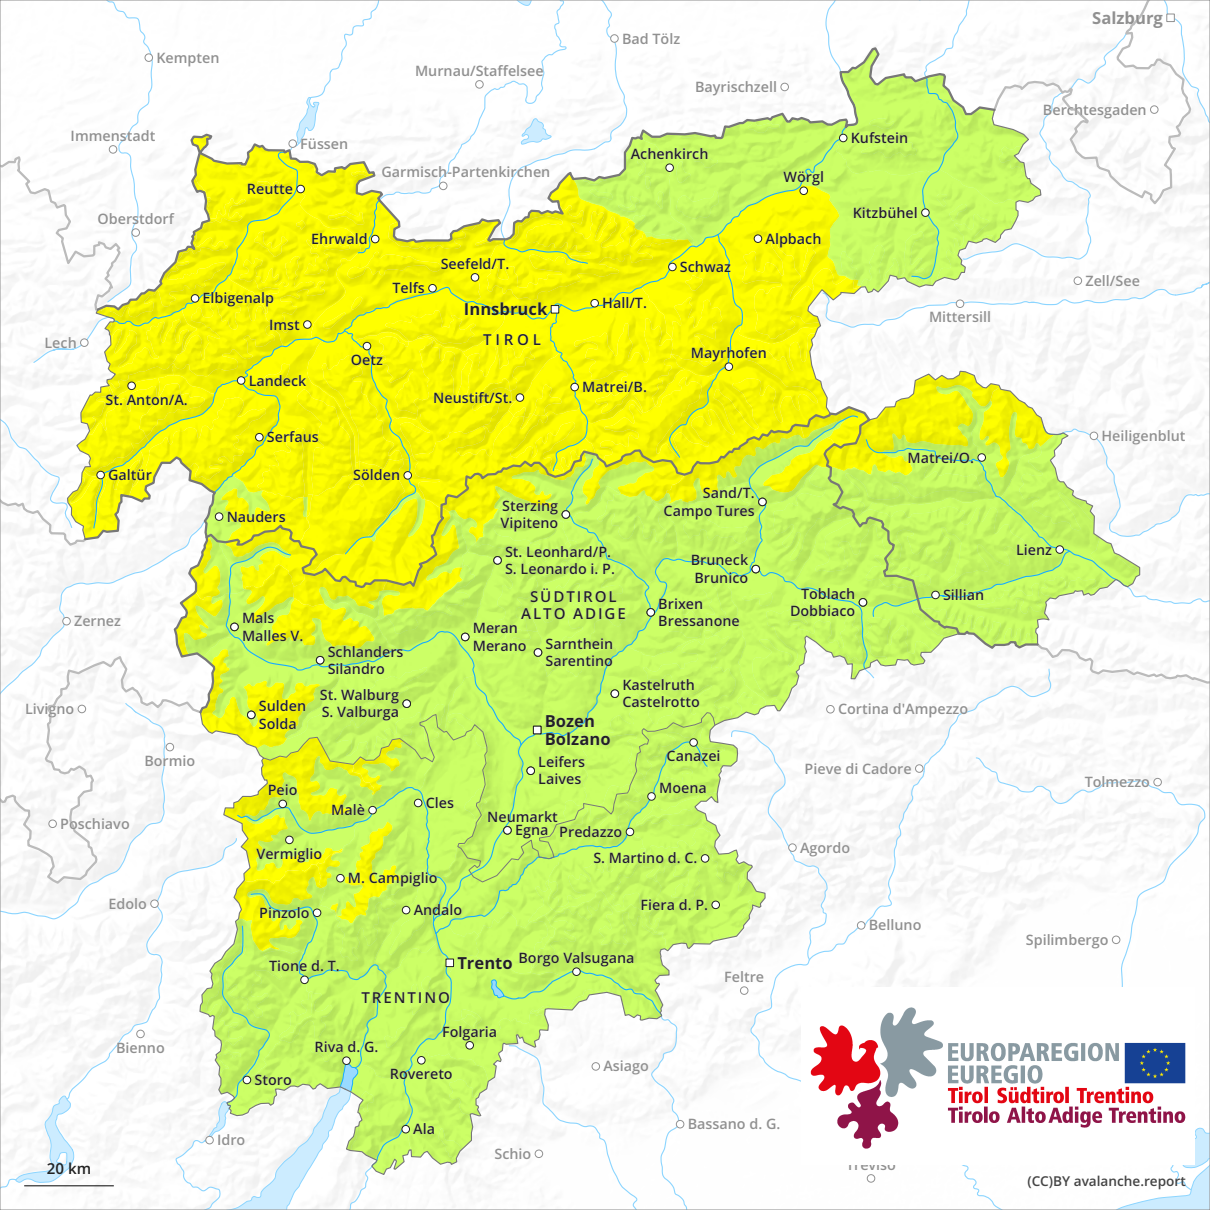 Salzburg
Bad Tölz
Kempten
Murnau/Staffelsee
Bayrischzell
Berchtesgaden
Immenstadt
Füssen
Kufstein
Achenkirch
Garmisch-Partenkirchen
Wörgl
Reutte
Oberstdorf
Kitzbühel
Ehrwald
Alpbach
Seefeld/T.
Schwaz
Zell/See
Telfs
Elbigenalp
Hall/T.
Innsbruck
Mittersill
Imst
TIROL
Lech
Oetz
Mayrhofen
Landeck
Matrei/B.
St. Anton/A.
Neustift/St.
Serfaus
Heiligenblut
Matrei/O.
Galtür
Sölden
Sand/T.
Campo Tures
Sterzing
Vipiteno
Nauders
Lienz
St. Leonhard/P.
S. Leonardo i. P.
Bruneck
Brunico
SÜDTIROL
ALTO ADIGE
Toblach
Dobbiaco
Sillian
Brixen
Bressanone
Zernez
Mals
Malles V.
Meran
Merano
Sarnthein
Sarentino
Schlanders
Silandro
Kastelruth
Castelrotto
St. Walburg
S. Valburga
Livigno
Sulden
Solda
Cortina d'Ampezzo
Bozen
Bolzano
Bormio
Canazei
Leifers
Laives
Pieve di Cadore
Tolmezzo
Peio
Moena
Malè
Cles
Neumarkt
Egna
Predazzo
Poschiavo
Vermiglio
Agordo
S. Martino d. C.
M. Campiglio
Edolo
Pinzolo
Andalo
Fiera d. P.
Belluno
Spilimbergo
Trento
Borgo Valsugana
Tione d. T.
Feltre
TRENTINO
Folgaria
Bienno
Riva d. G.
Rovereto
Asiago
Storo
EUROPAREGION
EUREGIO
Tirol Südtirol Trentino
Tirolo Alto Adige Trentino
Ala
Bassano d. G.
Idro
Schio
Treviso
20 km
(CC)BY avalanche.report